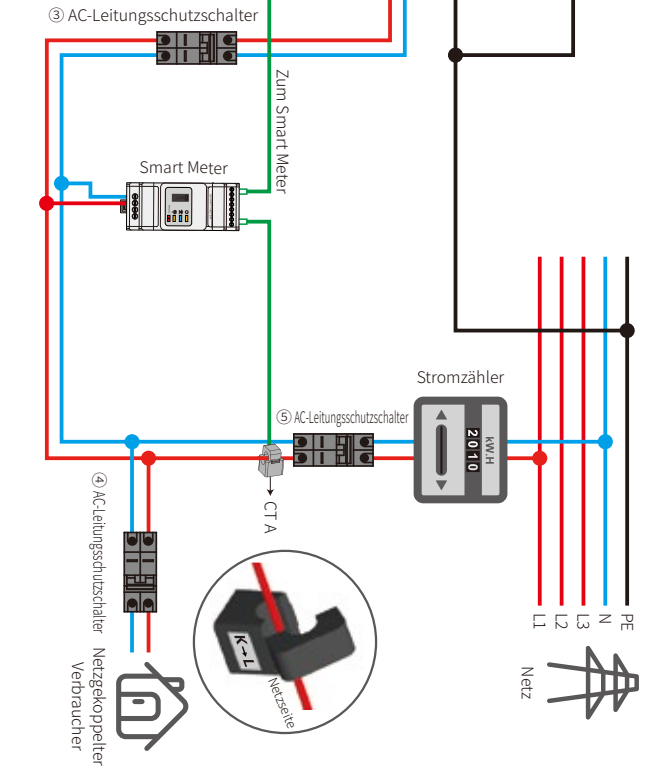 ③ AC-Leitungsschutzschalter
Zum Smart Meter
Smart Meter
Stromzähler
⑤ AC-Leitungsschutzschalter
kW.H
2010
CT A
④ AC-Leitungsschutzschalter
K→L
Netzseite
L1
L2
L3
N
PE
Netz
Netzgekoppelter
Verbraucher